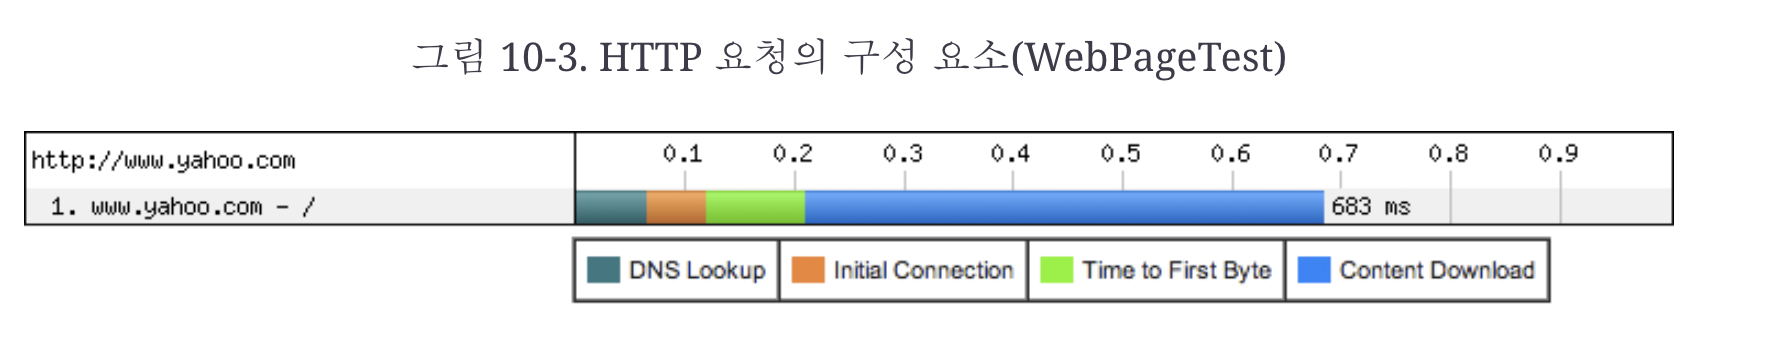 그림 10-3. HTTP 요청의 구성 요소(WebPageTest)
http://www.yahoo.com 0.1 0.2 0.3 0.4 0.5 0.6 0.7 0.8 0.9
1. www.yahoo.com - / 683 ms
DNS Lookup Initial Connection Time to First Byte Content Download